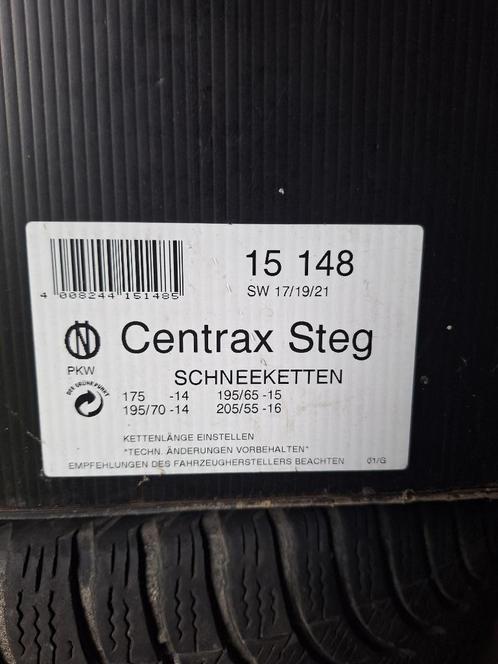 15 148
SW 17/19/21
4 008244 151485
Centrax Steg
PKW
SCHNEEKETTEN
DER GRÜNE PUNKT
175 -14 195/65 -15
195/70 -14 205/55 -16
KETTENLÄNGE EINSTELLEN
"TECHN. ÄNDERUNGEN VORBEHALTEN"
EMPFEHLUNGEN DES FAHRZEUGHERSTELLERS BEACHTEN 01/G